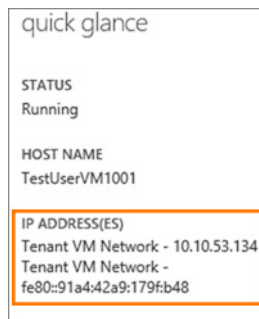 quick glance
STATUS
Running
HOST NAME
TestUserVM1001
IP ADDRESS(ES)
Tenant VM Network - 10.10.53.134
Tenant VM Network -
fe80::91a4:42a9:179f:b48